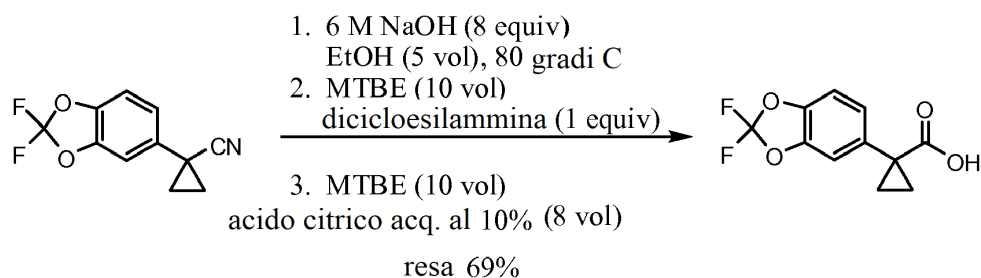 1. 6 M NaOH (8 equiv)
EtOH (5 vol), 80 gradi C
2. MTBE (10 vol)
dicicloesilammina (1 equiv)
3. MTBE (10 vol)
acido citrico acq. al 10% (8 vol)
resa 69%
F
F
O
O
CN
F
F
O
O
O
OH